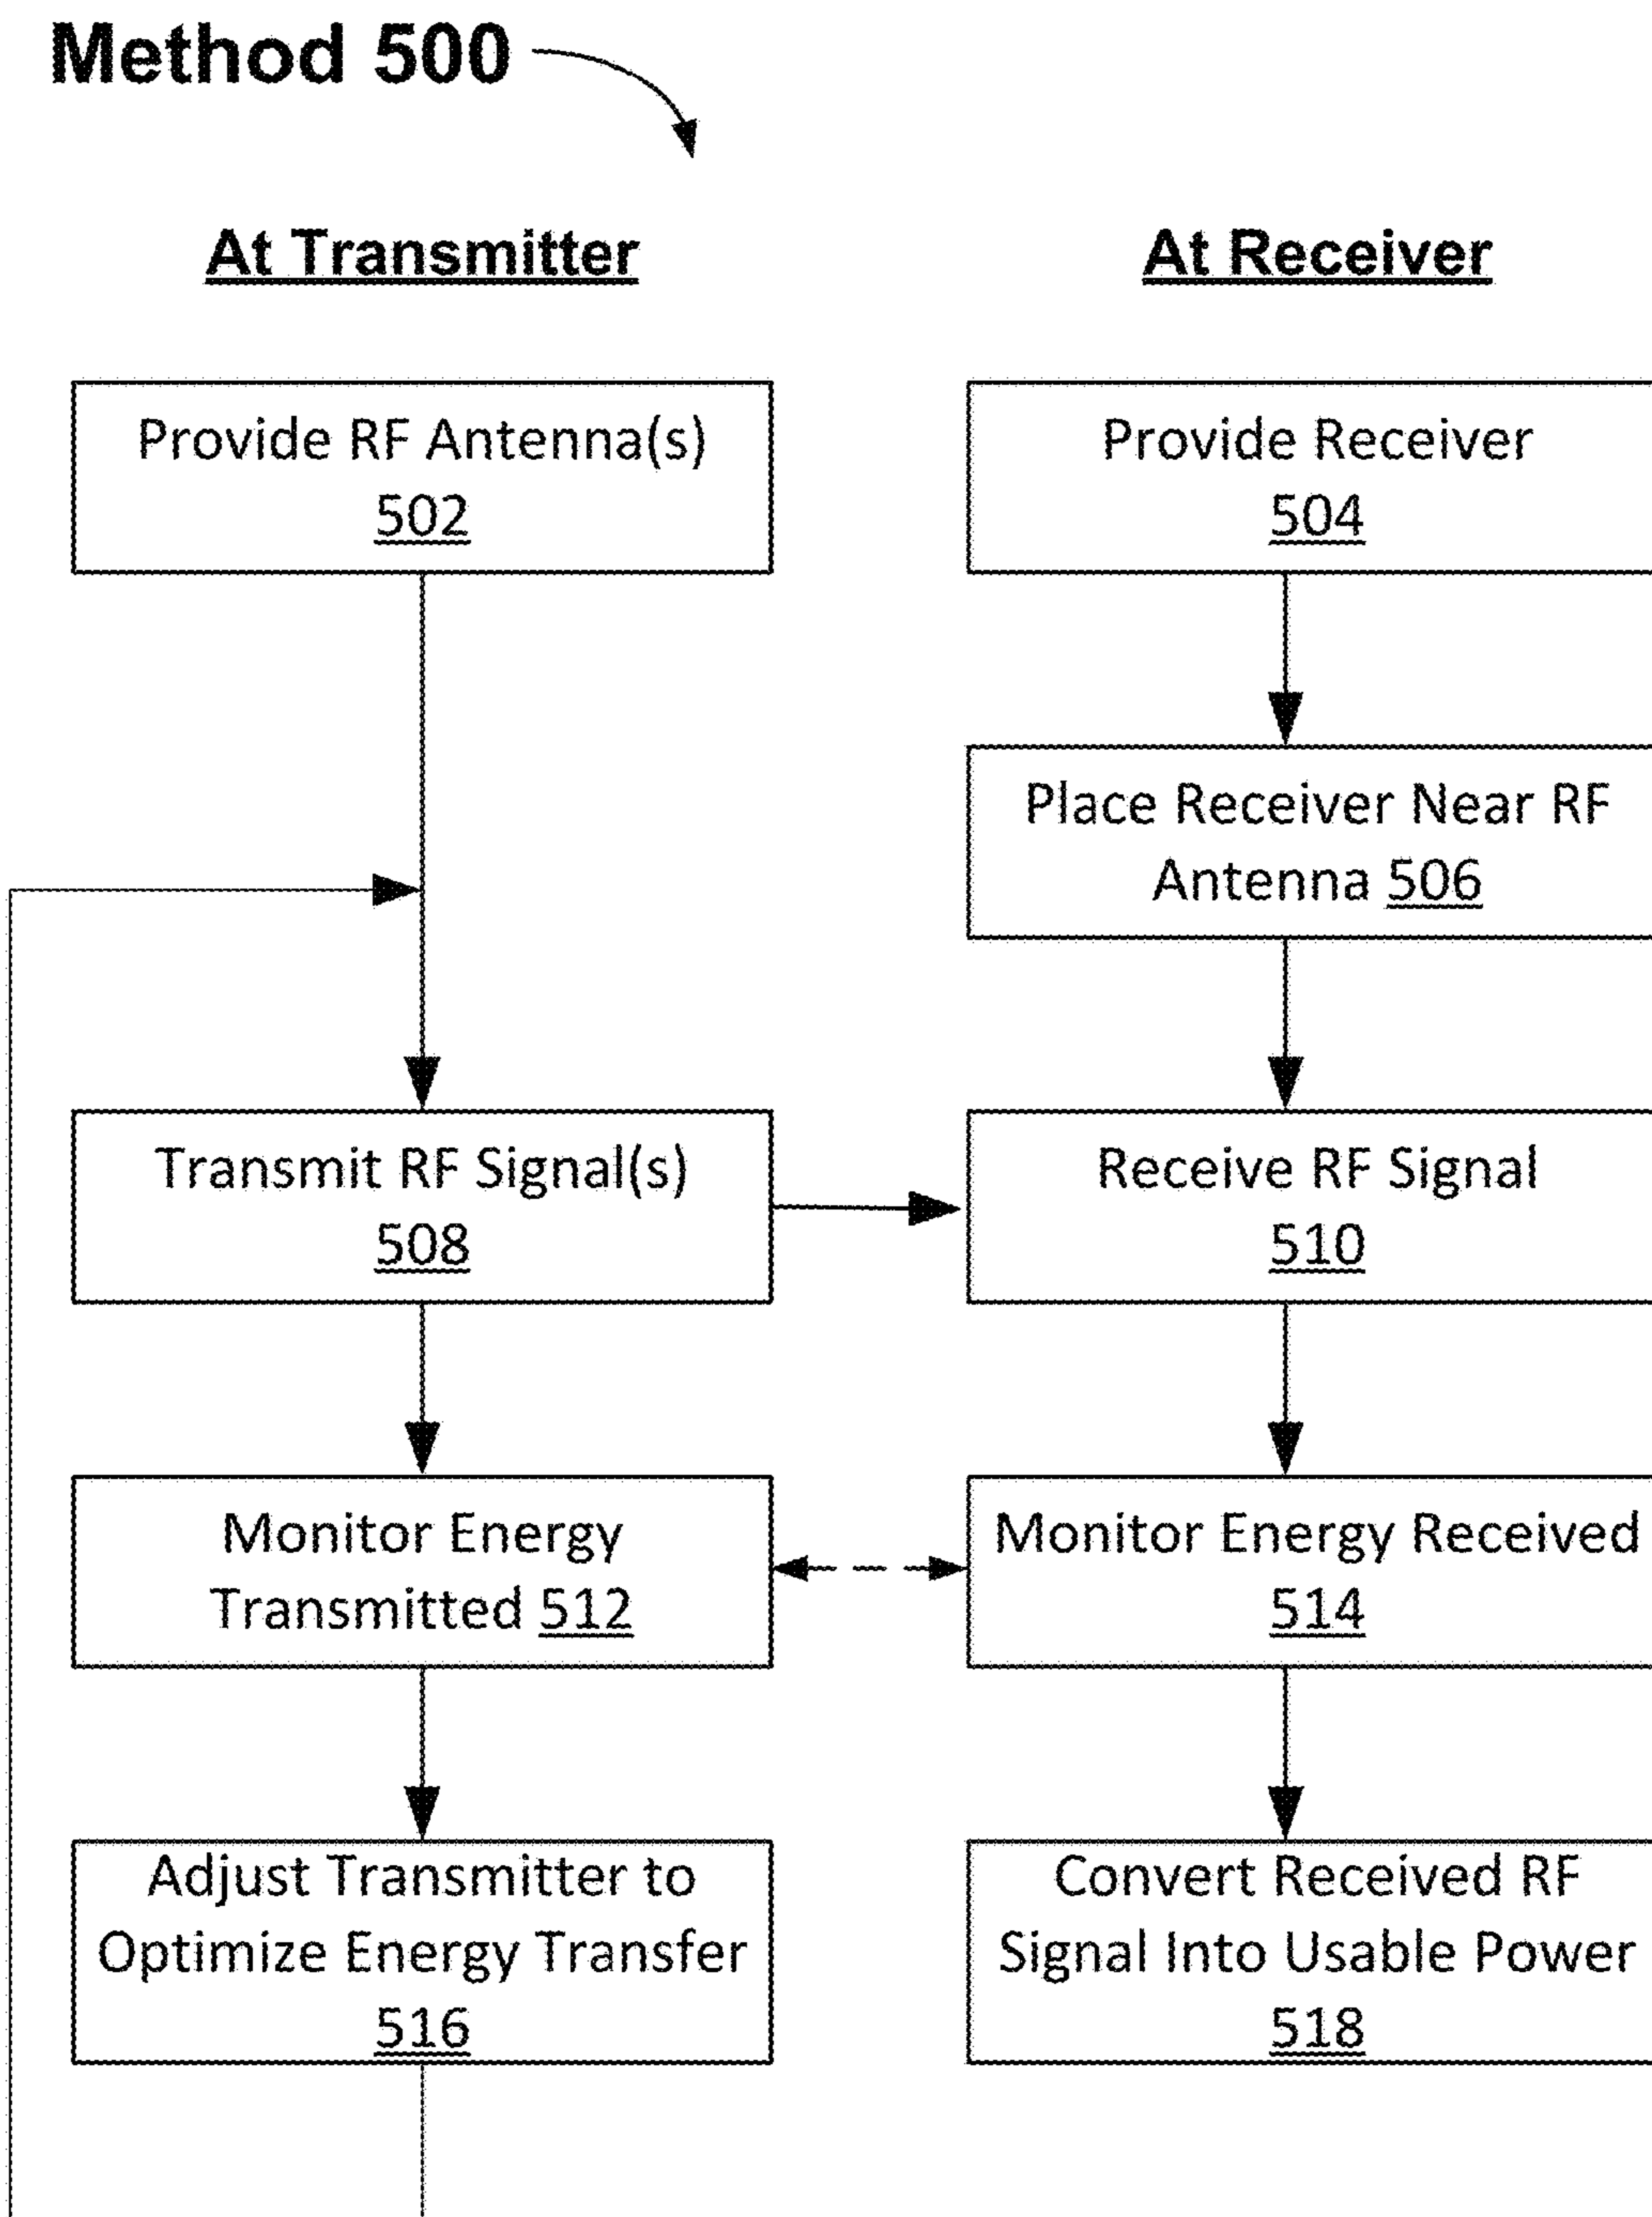 Method 500
At Transmitter
At Receiver
Provide RF Antenna(s)
502
Provide Receiver
504
Place Receiver Near RF
Antenna 506
Transmit RF Signal(s)
508
Receive RF Signal
510
Monitor Energy
Transmitted 512
Monitor Energy Received
514
Adjust Transmitter to
Optimize Energy Transfer
516
Convert Received RF
Signal Into Usable Power
518